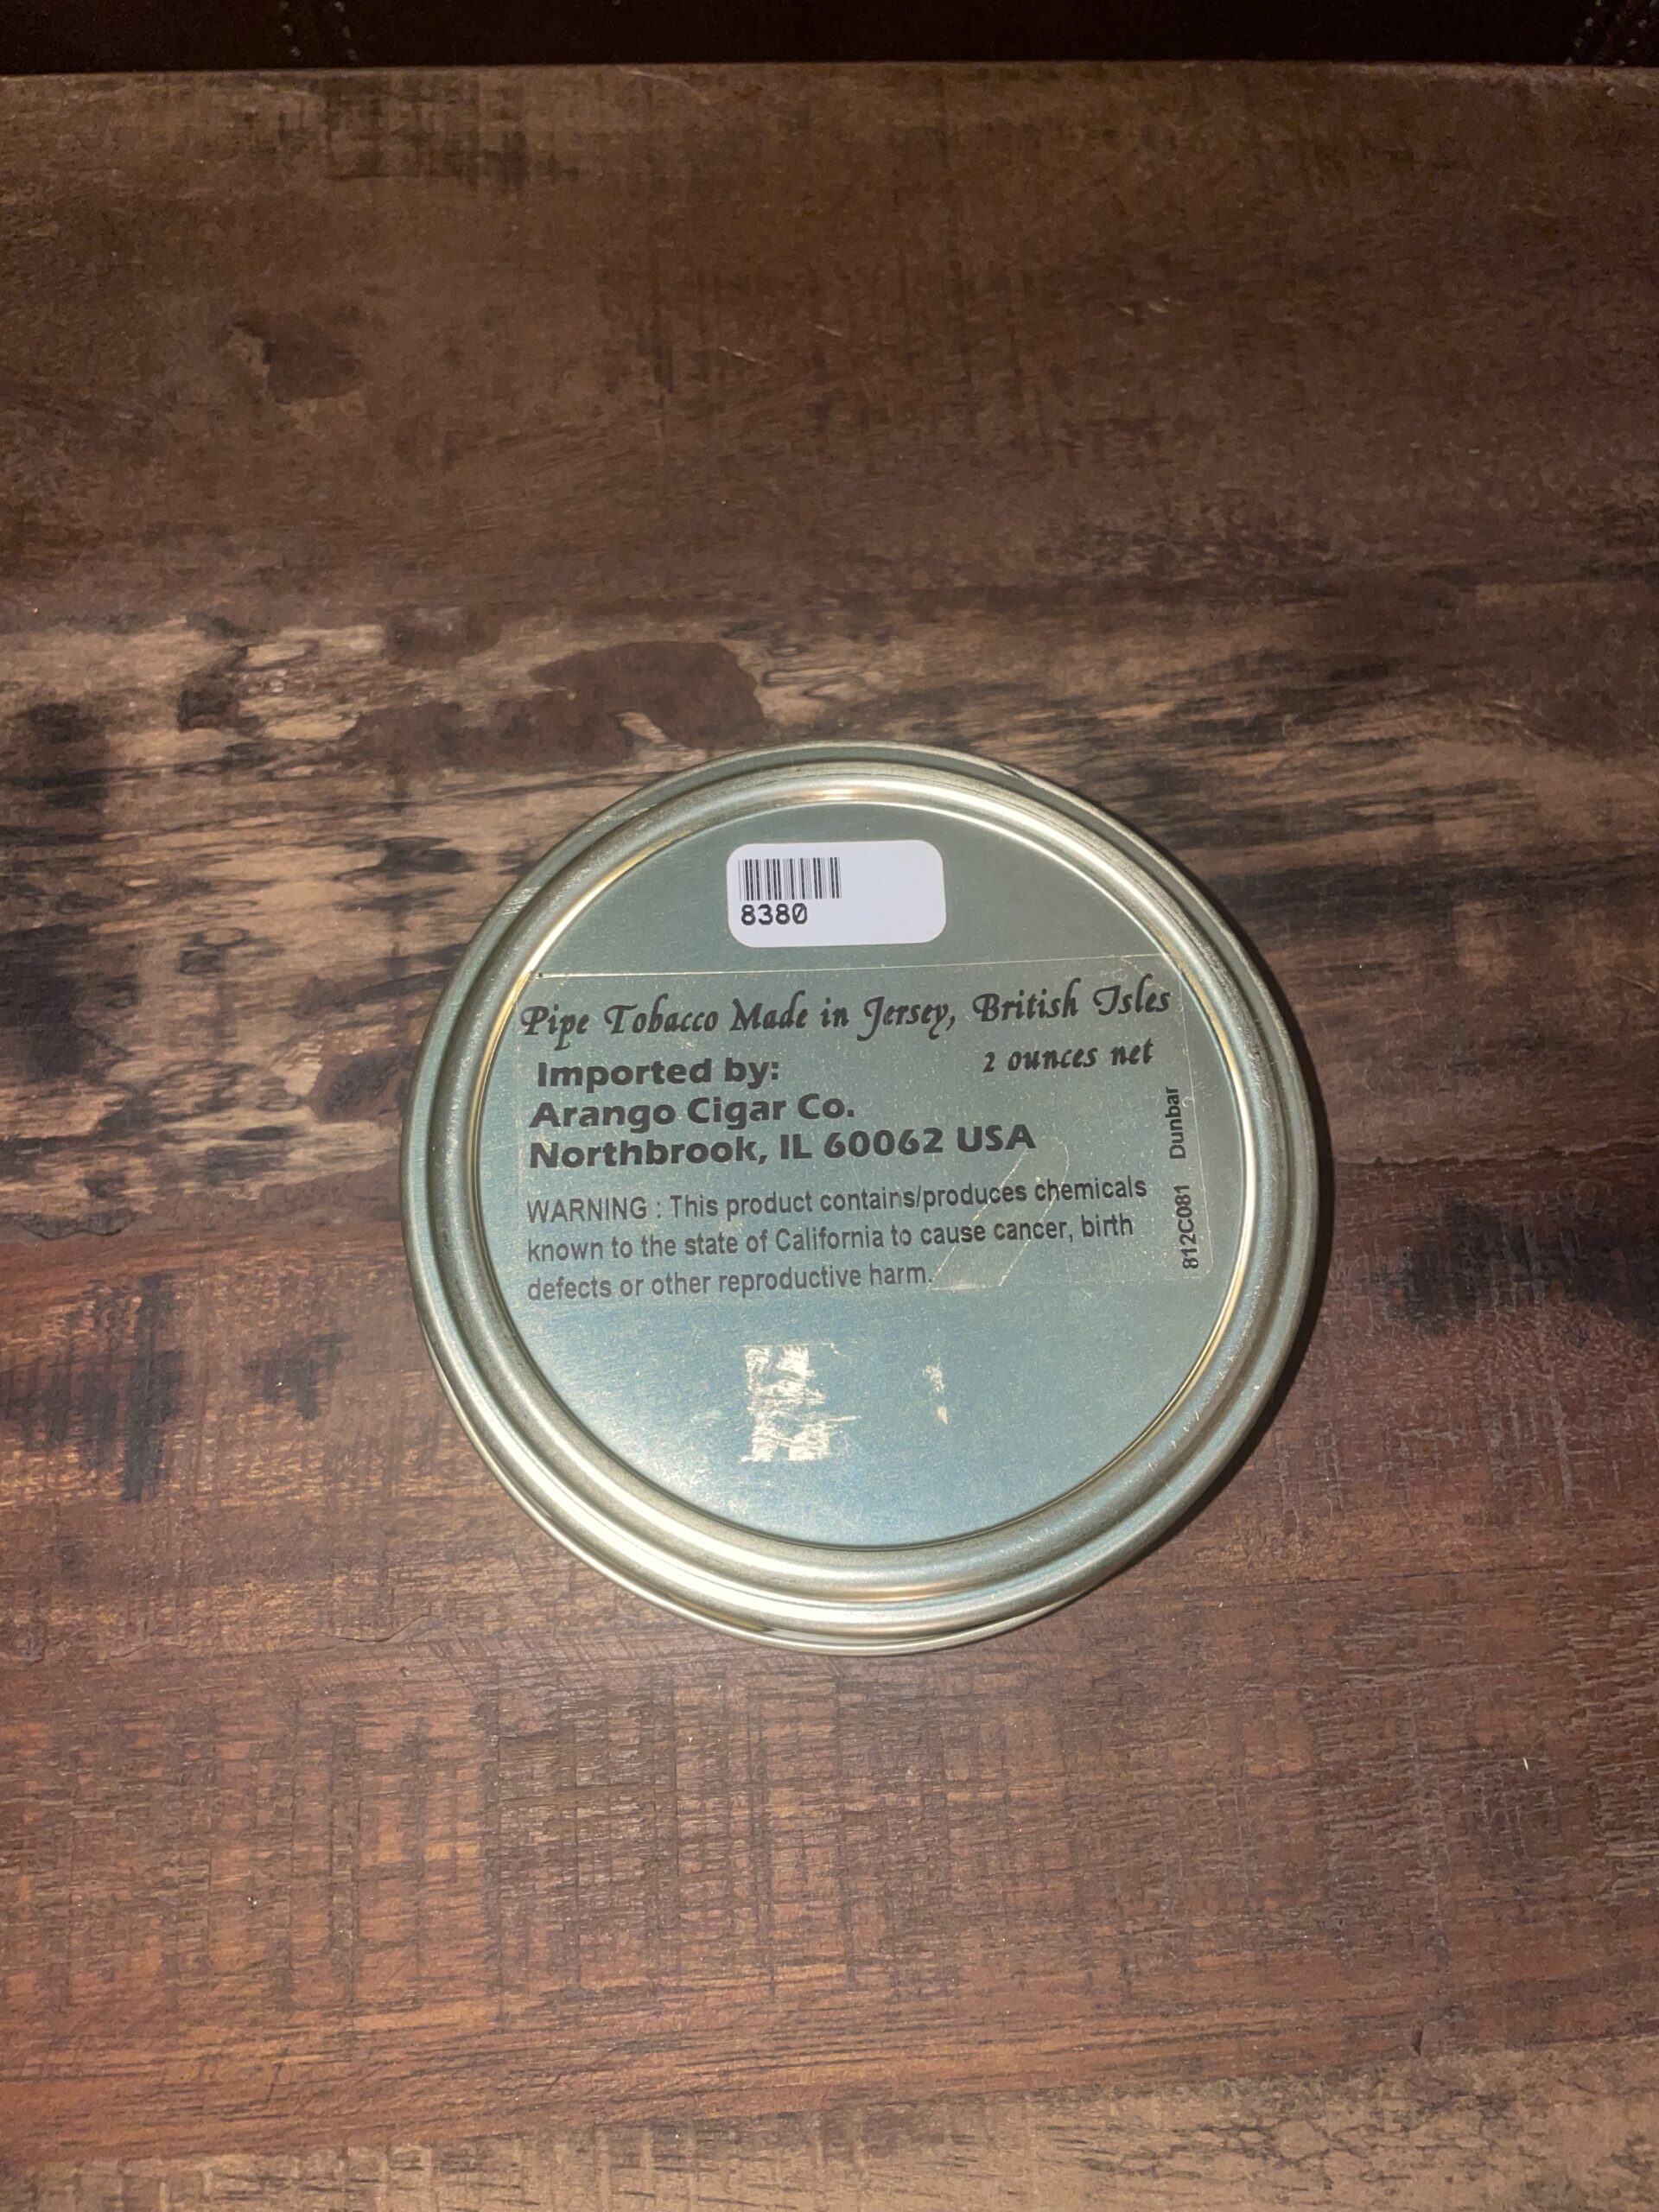 8380
Pipe Tobacco Made in Jersey, British Isles
2 ounces net
Imported by:
Arango Cigar Co.
Northbrook, IL 60062 USA
WARNING : This product contains/produces chemicals
known to the state of California to cause cancer, birth
defects or other reproductive harm.
812C081 Dunbar